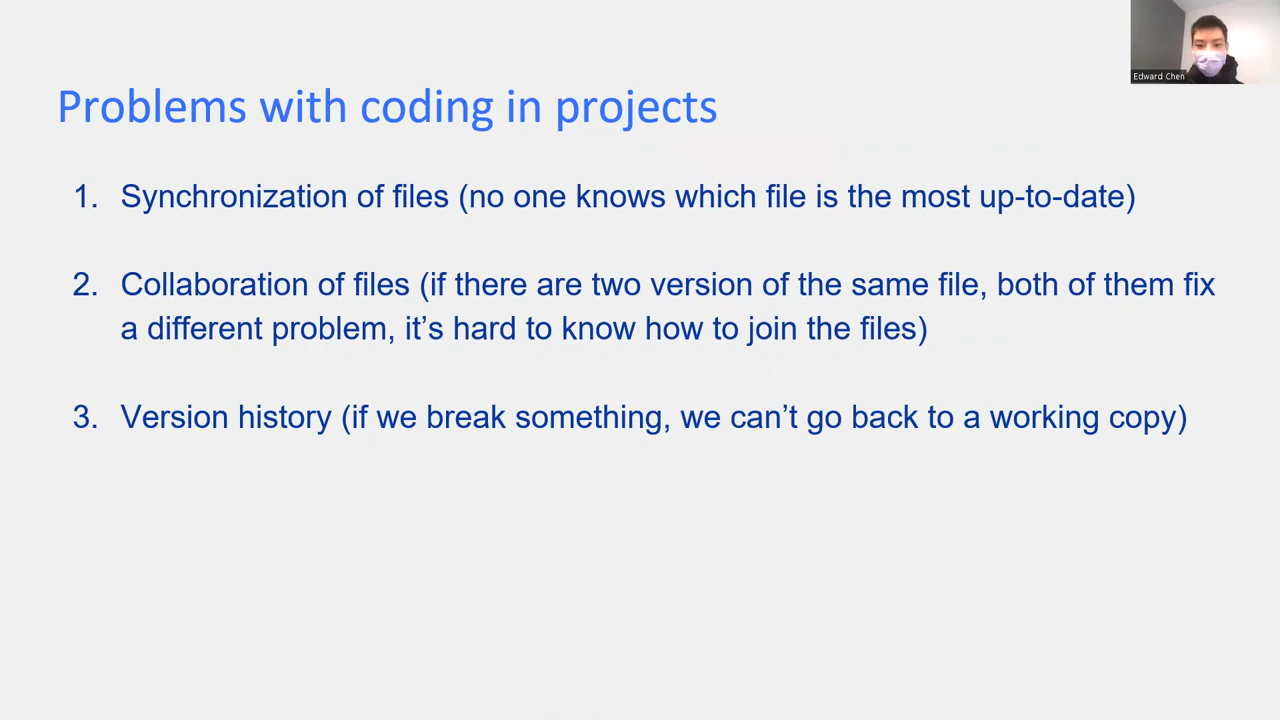 Edward Chen
Problems with coding in projects
1. Synchronization of files (no one knows which file is the most up-to-date)
2. Collaboration of files (if there are two version of the same file, both of them fix
a different problem, it’s hard to know how to join the files)
3. Version history (if we break something, we can’t go back to a working copy)